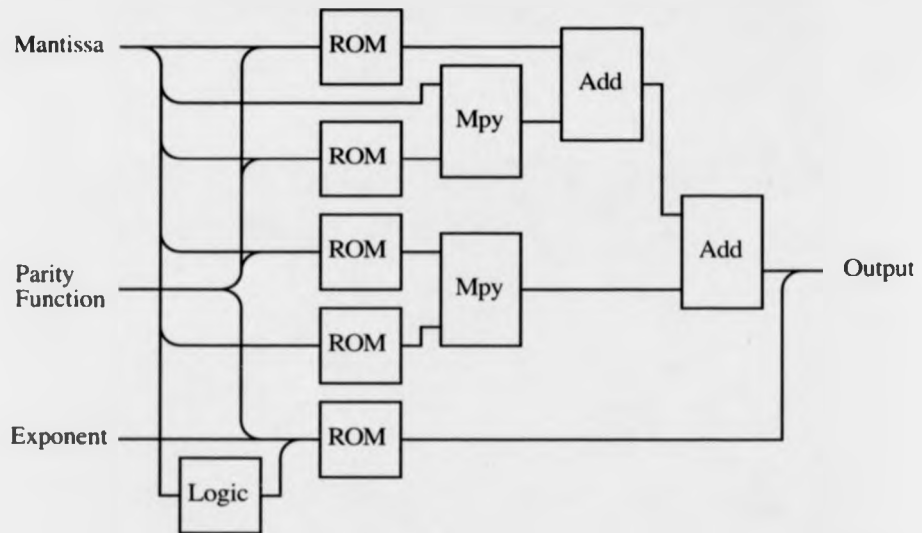 Mantissa
ROM
Add
Mpy
ROM
ROM
Add
Parity
Function
Output
Mpy
ROM
Exponent
ROM
Logic